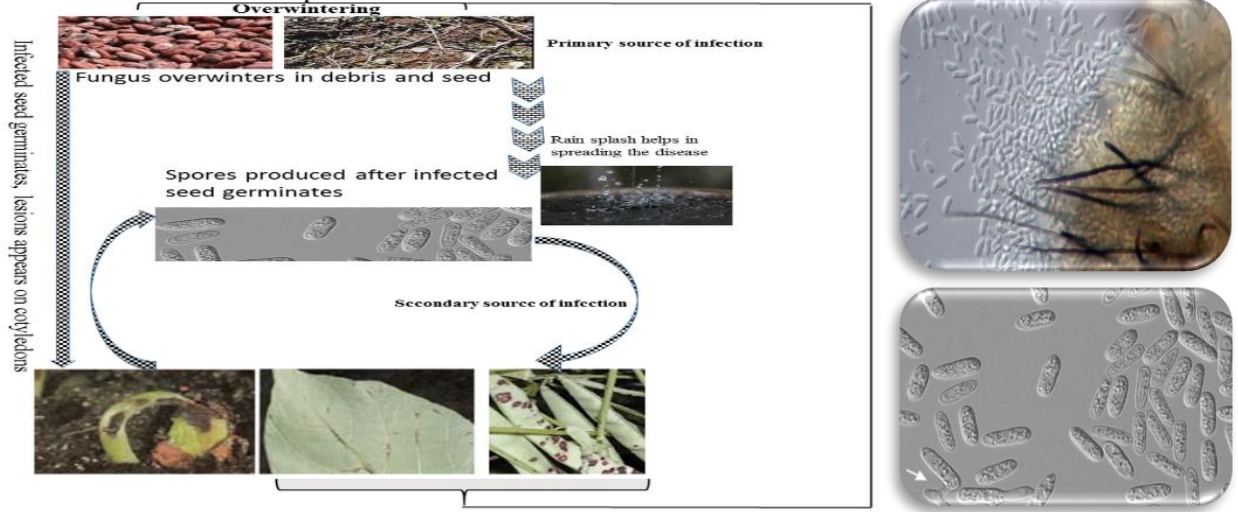 Overwintering
Primary source of infection
Fungus overwinters in debris and seed
Infected seed germinates, lesions appears on cotyledons
Rain splash helps in
spreading the disease
Spores produced after infected
seed germinates
Secondary source of infection